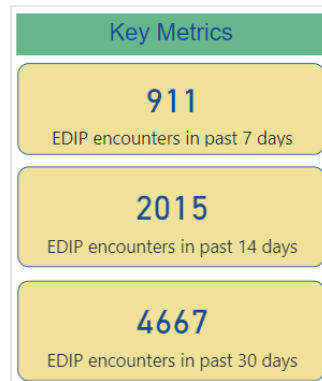 Key Metrics
911
EDIP encounters in past 7 days
2015
EDIP encounters in past 14 days
4667
EDIP encounters in past 30 days